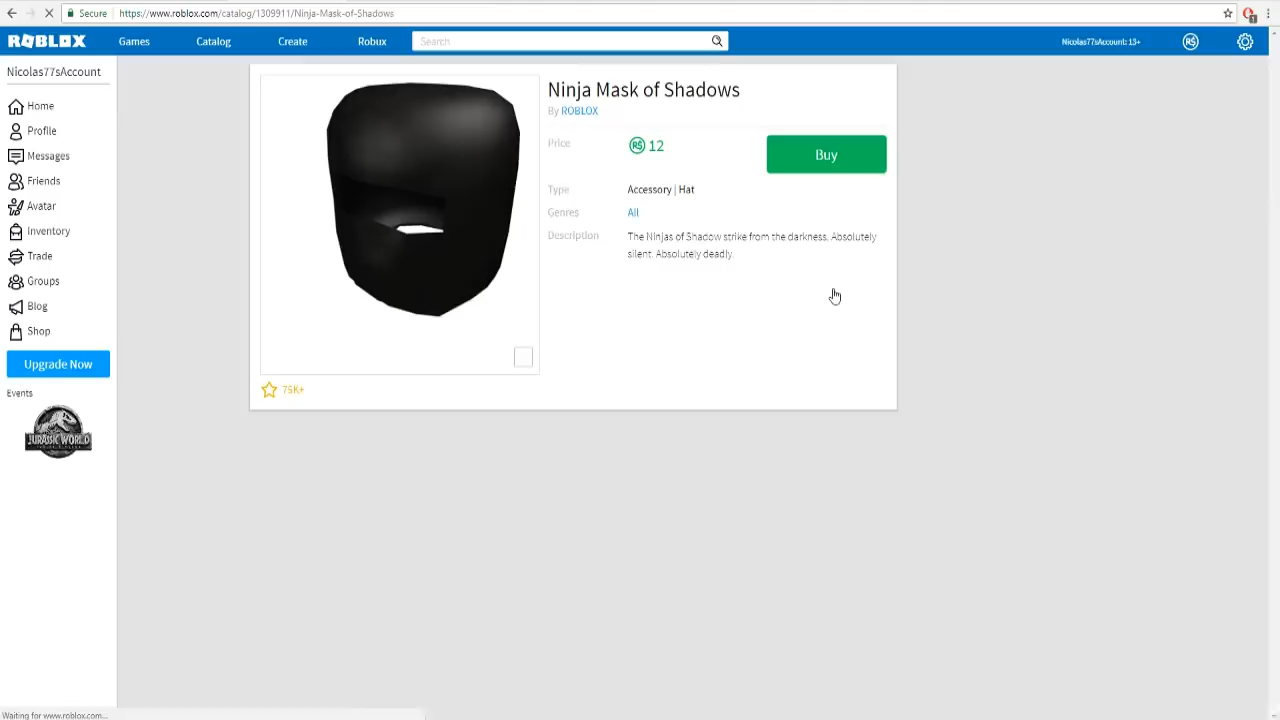 Secure
https://www.roblox.com/catalog/1309911/Ninja-Mask-of-Shadows
1
ROBLOX
Games
Catalog
Create
Robux
Search
Nicolas77sAccount: 13+
R$
Nicolas77sAccount
Home
Profile
Messages
Friends
Avatar
Inventory
Trade
Groups
Blog
Shop
Upgrade Now
Events
JURASSIC WORLD
Ninja Mask of Shadows
By ROBLOX
Price
R$ 12
Buy
Type
Accessory | Hat
Genres
All
Description
The Ninjas of Shadow strike from the darkness. Absolutely
silent. Absolutely deadly.
75K+
Waiting for www.roblox.com...